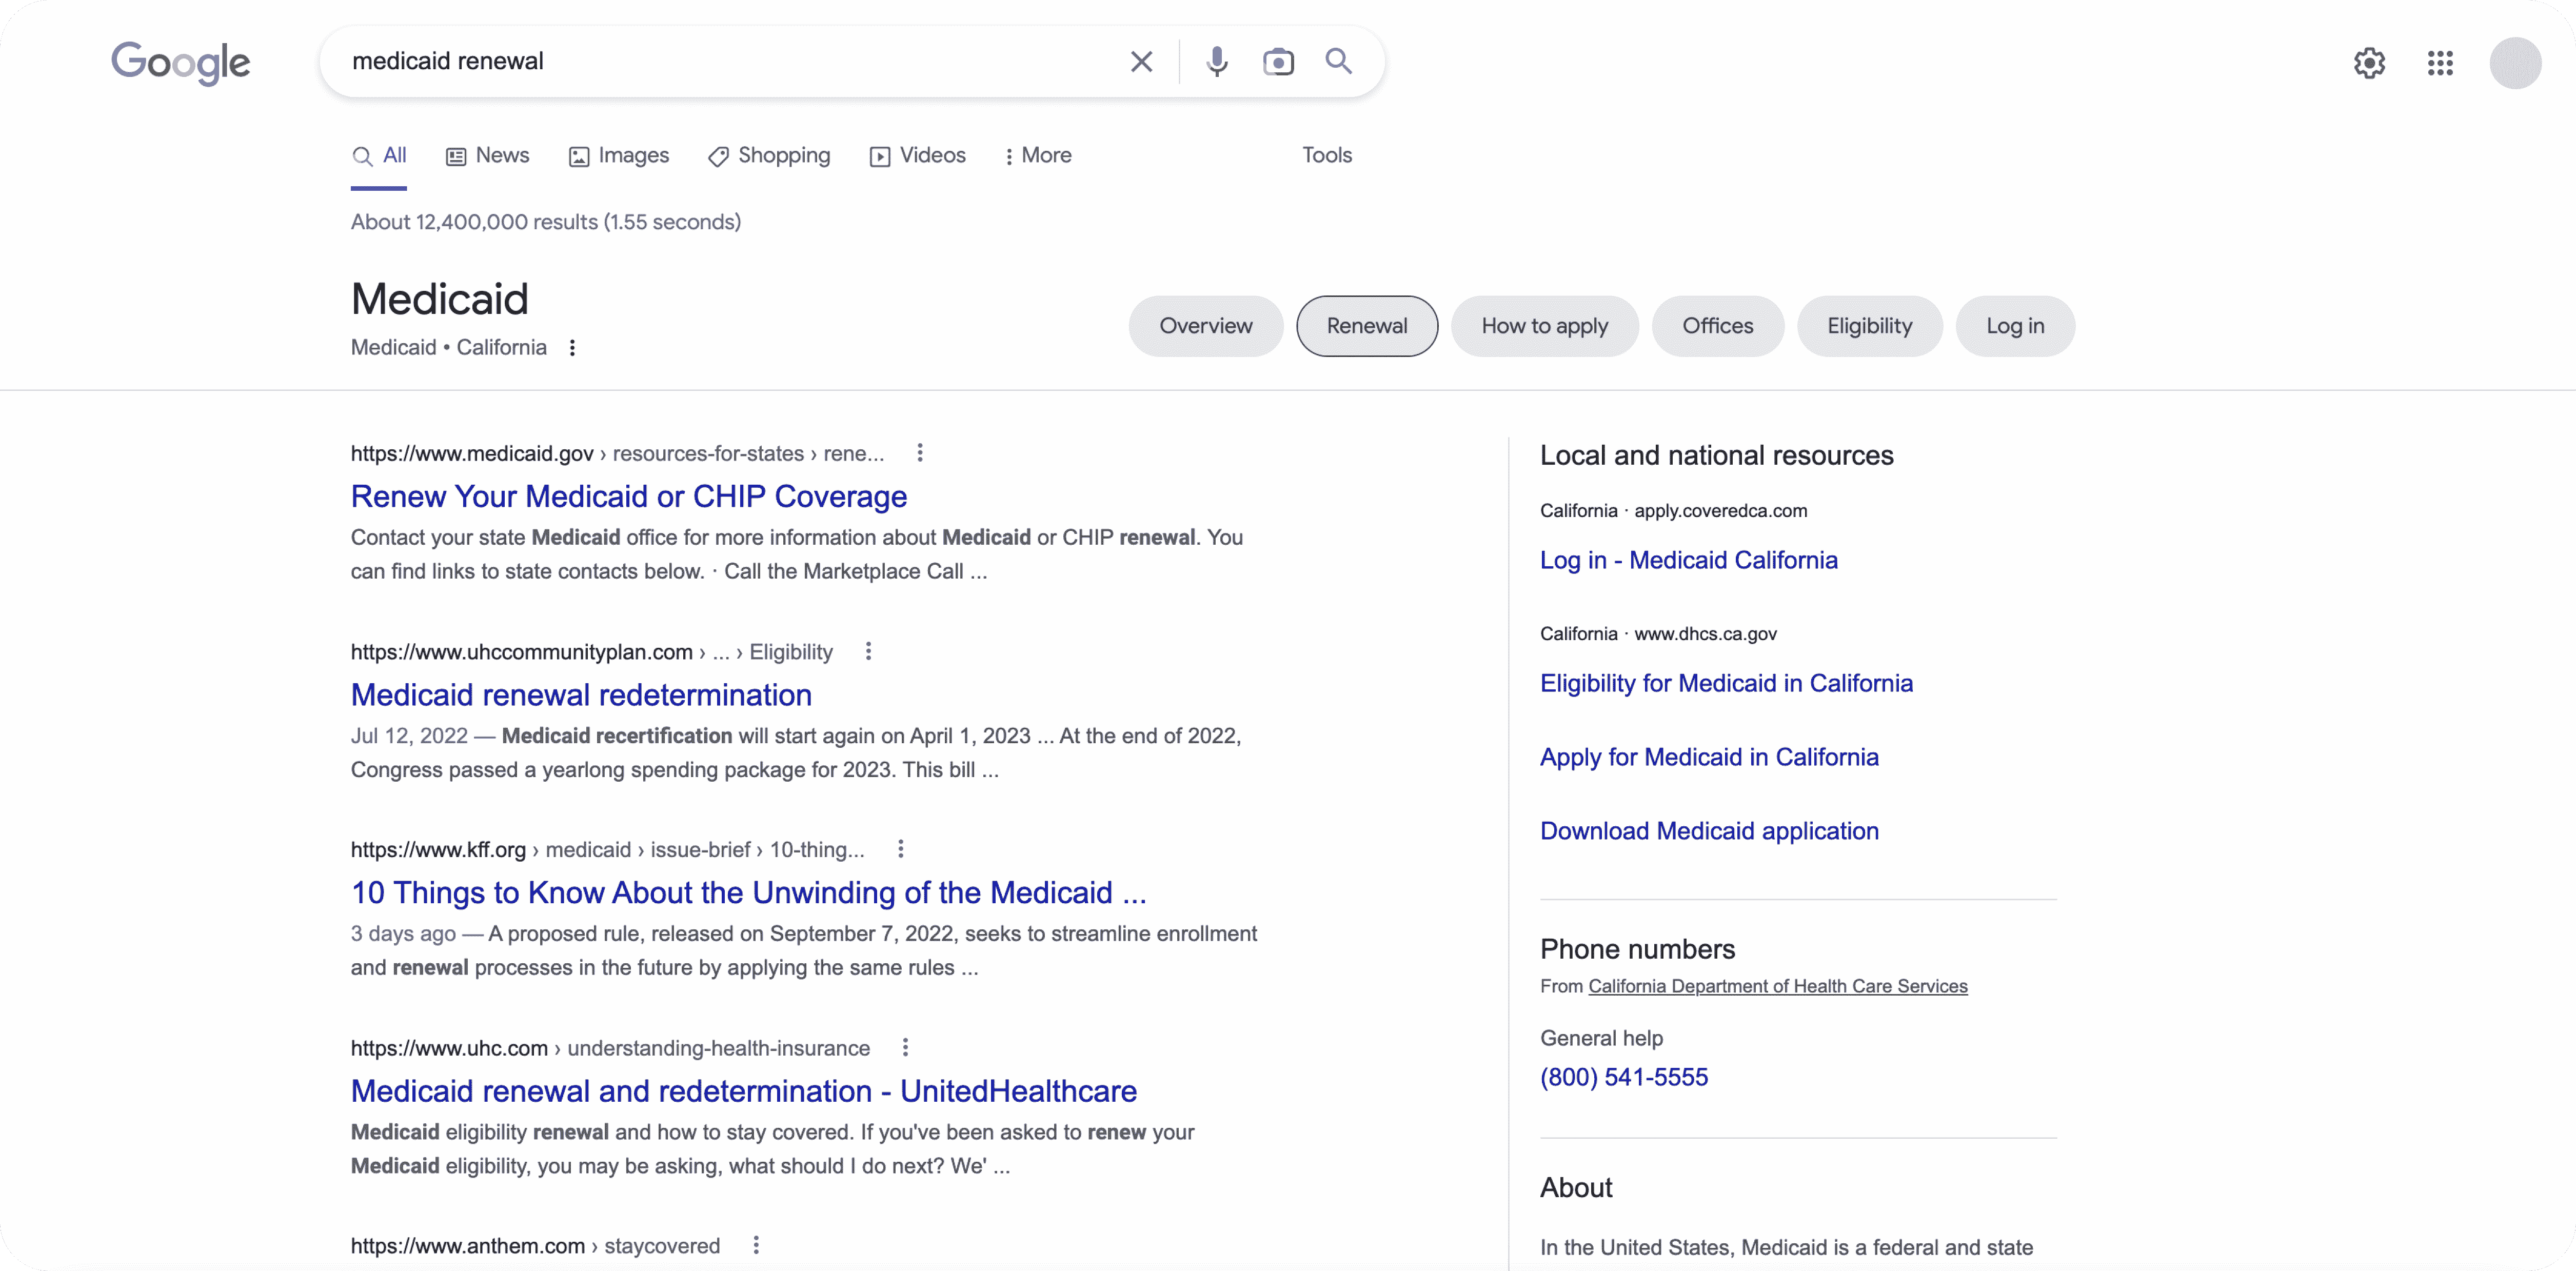 Google
medicaid renewal
All
News
Images
Shopping
Videos
More
Tools
About 12,400,000 results (1.55 seconds)
Medicaid
Medicaid • California
Overview
Renewal
How to apply
Offices
Eligibility
Log in
https://www.medicaid.gov › resources-for-states › rene...
Renew Your Medicaid or CHIP Coverage
Contact your state Medicaid office for more information about Medicaid or CHIP renewal. You
can find links to state contacts below. · Call the Marketplace Call ...
https://www.uhccommunityplan.com › ... › Eligibility
Medicaid renewal redetermination
Jul 12, 2022 — Medicaid recertification will start again on April 1, 2023 ... At the end of 2022,
Congress passed a yearlong spending package for 2023. This bill ...
https://www.kff.org › medicaid › issue-brief › 10-thing...
10 Things to Know About the Unwinding of the Medicaid ...
3 days ago — A proposed rule, released on September 7, 2022, seeks to streamline enrollment
and renewal processes in the future by applying the same rules ...
https://www.uhc.com › understanding-health-insurance
Medicaid renewal and redetermination - UnitedHealthcare
Medicaid eligibility renewal and how to stay covered. If you've been asked to renew your
Medicaid eligibility, you may be asking, what should I do next? We' ...
https://www.anthem.com › staycovered
Local and national resources
California · apply.coveredca.com
Log in - Medicaid California
California · www.dhcs.ca.gov
Eligibility for Medicaid in California
Apply for Medicaid in California
Download Medicaid application
Phone numbers
From California Department of Health Care Services
General help
(800) 541-5555
About
In the United States, Medicaid is a federal and state